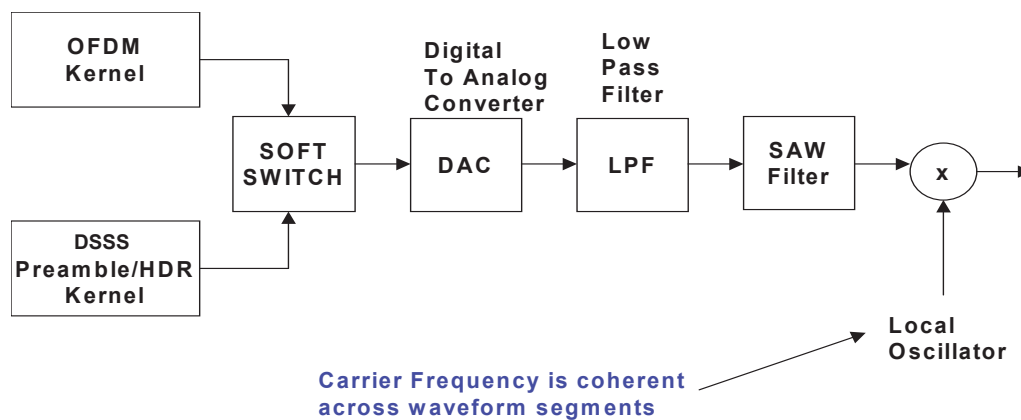 OFDM
Kernel
Digital
To Analog
Converter
Low
Pass
Filter
SOFT
SWITCH
DAC
LPF
SAW
Filter
x
DSSS
Preamble/HDR
Kernel
Local
Oscillator
Carrier Frequency is coherent
across waveform segments